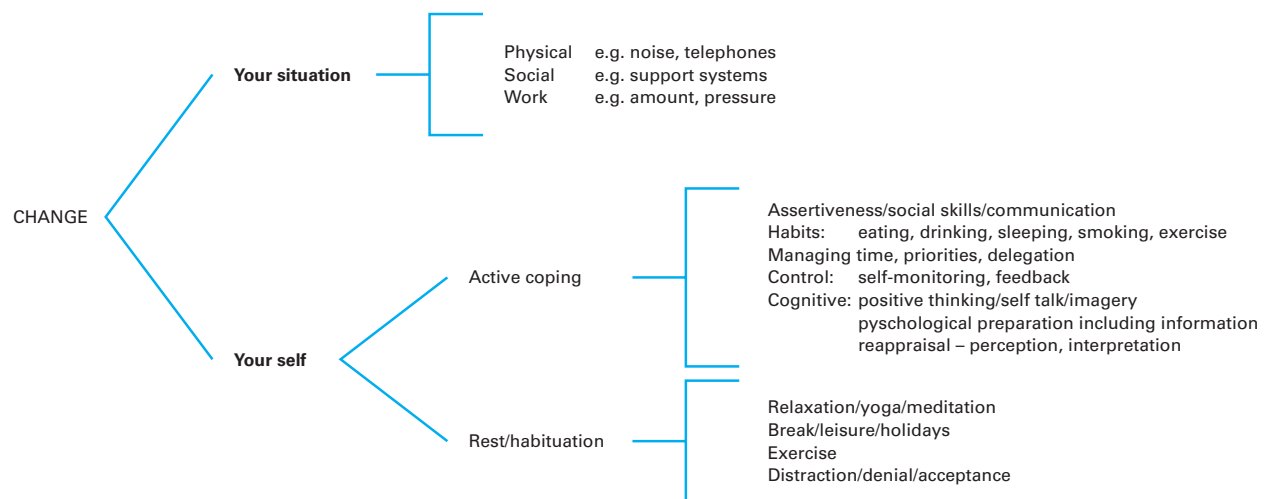 Physical e.g. noise, telephones
Your situation
Social e.g. support systems
Work e.g. amount, pressure
CHANGE
Assertiveness/social skills/communication
Habits: eating, drinking, sleeping, smoking, exercise
Managing time, priorities, delegation
Active coping
Control: self-monitoring, feedback
Cognitive: positive thinking/self talk/imagery
pyschological preparation including information
reappraisal – perception, interpretation
Your self
Relaxation/yoga/meditation
Break/leisure/holidays
Rest/habituation
Exercise
Distraction/denial/acceptance